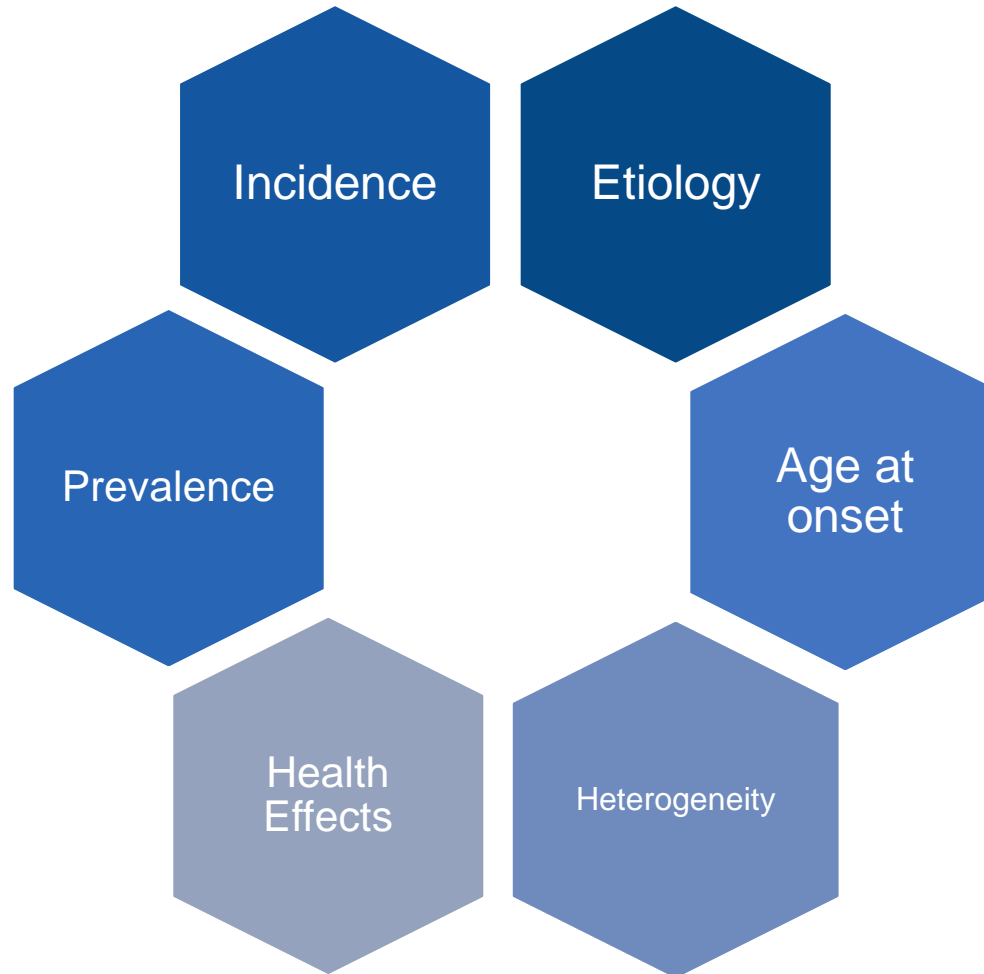 Incidence
Etiology
Prevalence
Age at
onset
Health
Effects
Heterogeneity